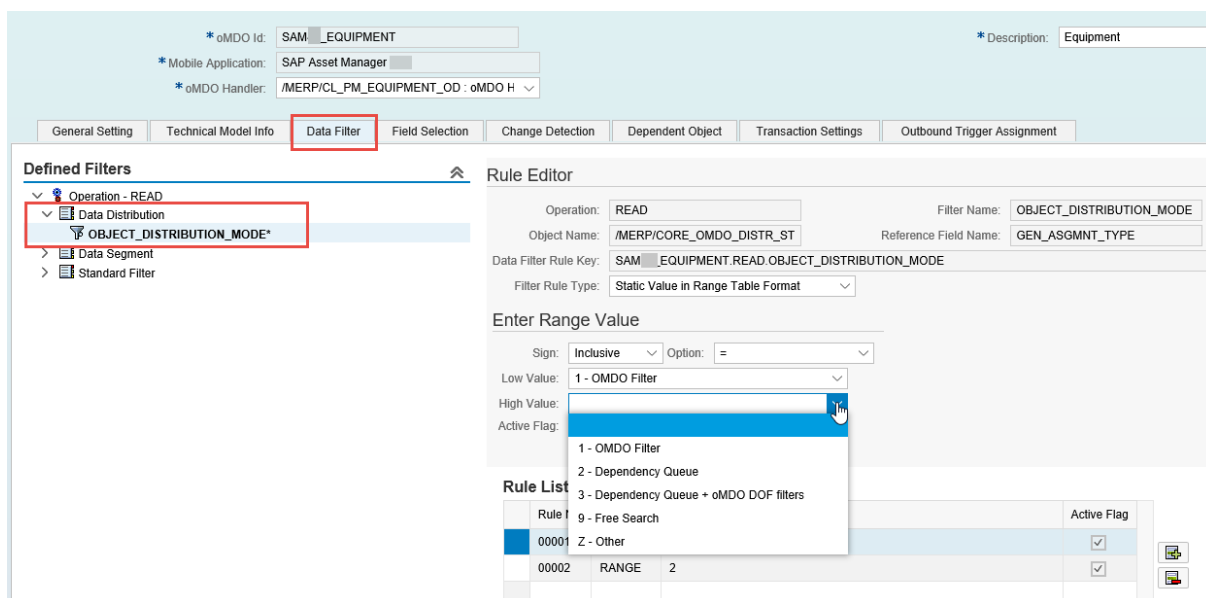 * oMDO Id: SAM _EQUIPMENT * Description: Equipment
* Mobile Application: SAP Asset Manager
* oMDO Handler: /MERP/CL_PM_EQUIPMENT_OD : oMDO H
General Setting Technical Model Info Data Filter Field Selection Change Detection Dependent Object Transaction Settings Outbound Trigger Assignment
Defined Filters
Operation - READ
Data Distribution
OBJECT_DISTRIBUTION_MODE*
Data Segment
Standard Filter
Rule Editor
Operation: READ Filter Name: OBJECT_DISTRIBUTION_MODE
Object Name: /MERP/CORE_OMDO_DISTR_ST Reference Field Name: GEN_ASGMNT_TYPE
Data Filter Rule Key: SAM _EQUIPMENT.READ.OBJECT_DISTRIBUTION_MODE
Filter Rule Type: Static Value in Range Table Format
Enter Range Value
Sign: Inclusive Option: =
Low Value: 1 - OMDO Filter
High Value:
Active Flag:
1 - OMDO Filter
2 - Dependency Queue
3 - Dependency Queue + oMDO DOF filters
9 - Free Search
Z - Other
Rule List
Rule Active Flag
00001
00002 RANGE 2